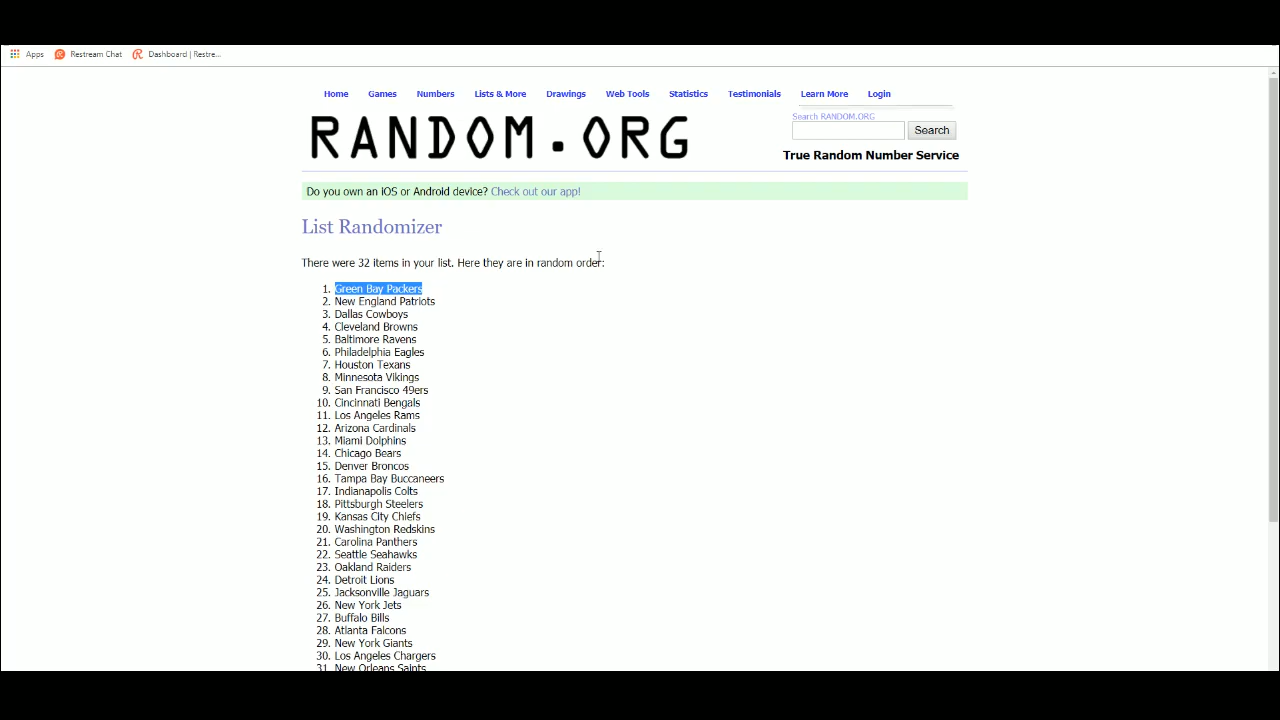 Apps Restream Chat Dashboard | Restre...
Home Games Numbers Lists & More Drawings Web Tools Statistics Testimonials Learn More Login
RANDOM.ORG
Search RANDOM.ORG
Search
True Random Number Service
Do you own an iOS or Android device? Check out our app!
List Randomizer
There were 32 items in your list. Here they are in random order:
1. Green Bay Packers
2. New England Patriots
3. Dallas Cowboys
4. Cleveland Browns
5. Baltimore Ravens
6. Philadelphia Eagles
7. Houston Texans
8. Minnesota Vikings
9. San Francisco 49ers
10. Cincinnati Bengals
11. Los Angeles Rams
12. Arizona Cardinals
13. Miami Dolphins
14. Chicago Bears
15. Denver Broncos
16. Tampa Bay Buccaneers
17. Indianapolis Colts
18. Pittsburgh Steelers
19. Kansas City Chiefs
20. Washington Redskins
21. Carolina Panthers
22. Seattle Seahawks
23. Oakland Raiders
24. Detroit Lions
25. Jacksonville Jaguars
26. New York Jets
27. Buffalo Bills
28. Atlanta Falcons
29. New York Giants
30. Los Angeles Chargers
31. New Orleans Saints